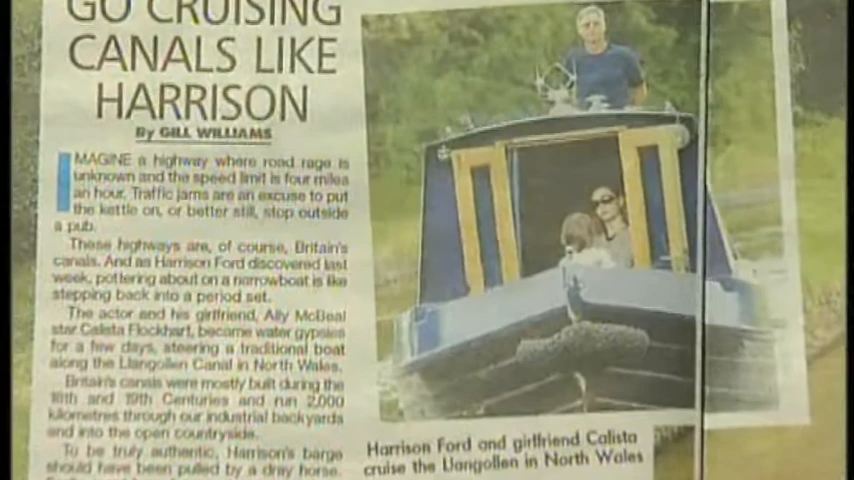 GO CRUISING
CANALS LIKE
HARRISON
By GILL WILLIAMS
IMAGINE a highway where road rage is
unknown and the speed limit is four miles
an hour. Traffic jams are an excuse to put
the kettle on, or better still, stop outside
a pub.
These highways are, of course, Britain's
canals. And as Harrison Ford discovered last
week, pottering about on a narrowboat is like
stepping back into a period set.
The actor and his girlfriend, Ally McBeal
star Calista Flockhart, became water gypsies
for a few days, steering a traditional boat
along the Llangollen Canal in North Wales.
Britain's canals were mostly built during the
18th and 19th Centuries and run 2,000
kilometres through our industrial backyards
and into the open countryside.
To be truly authentic, Harrison's barge
should have been pulled by a dray horse.
Harrison Ford and girlfriend Calista
cruise the Llangollen in North Wales